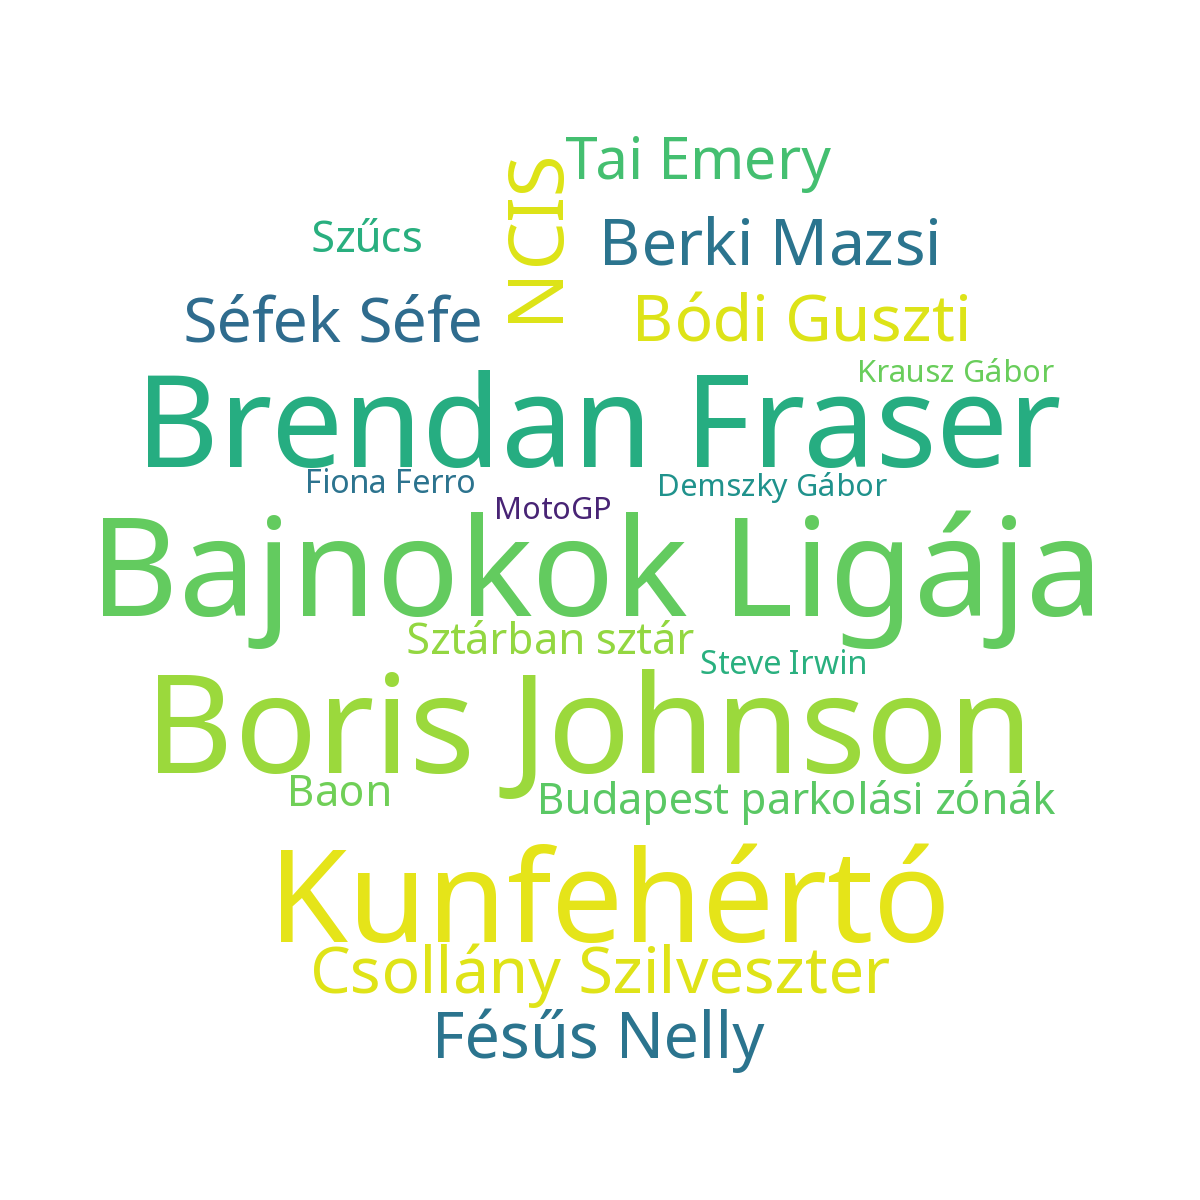 Tai Emery
NCIS
Szűcs
Berki Mazsi
Séfek Séfe
Bódi Guszti
Krausz Gábor
Brendan Fraser
Fiona Ferro
Demszky Gábor
MotoGP
Bajnokok Ligája
Sztárban sztár
Steve Irwin
Boris Johnson
Baon
Budapest parkolási zónák
Kunfehértó
Csollány Szilveszter
Fésűs Nelly